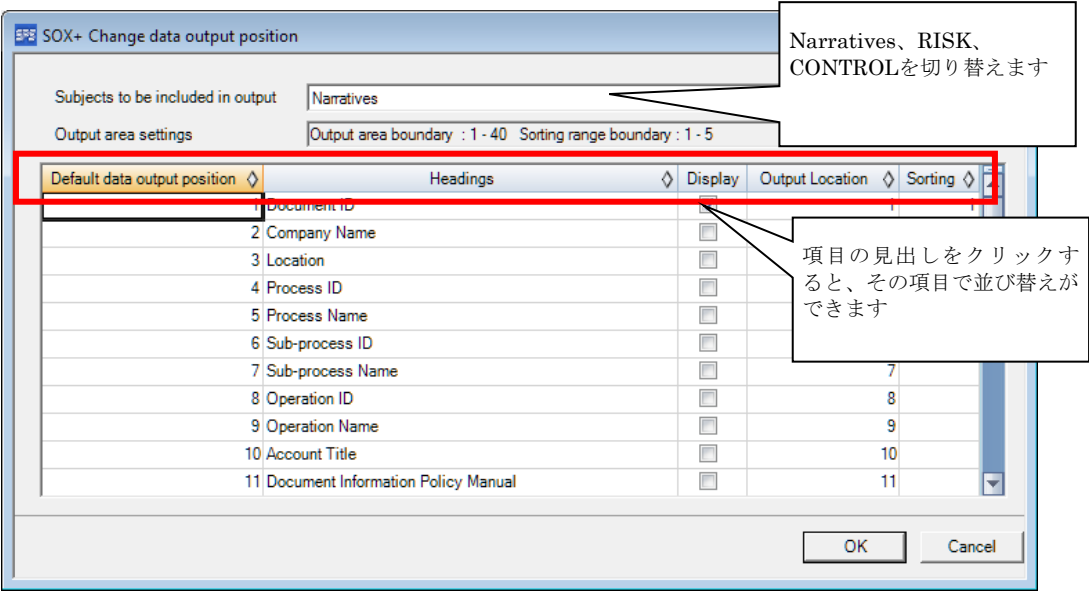 SOX+ Change data output position
Narratives、RISK、
CONTROLを切り替えます
Subjects to be included in output Narratives
Output area settings Output area boundary : 1 - 40 Sorting range boundary : 1 - 5
Default data output position Headings Display Output Location Sorting
1 Document ID 1 1
2 Company Name
3 Location
4 Process ID
5 Process Name
6 Sub-process ID
7 Sub-process Name 7
8 Operation ID 8
9 Operation Name 9
10 Account Title 10
11 Document Information Policy Manual 11
項目の見出しをクリックす
ると、その項目で並び替えが
できます
OK Cancel